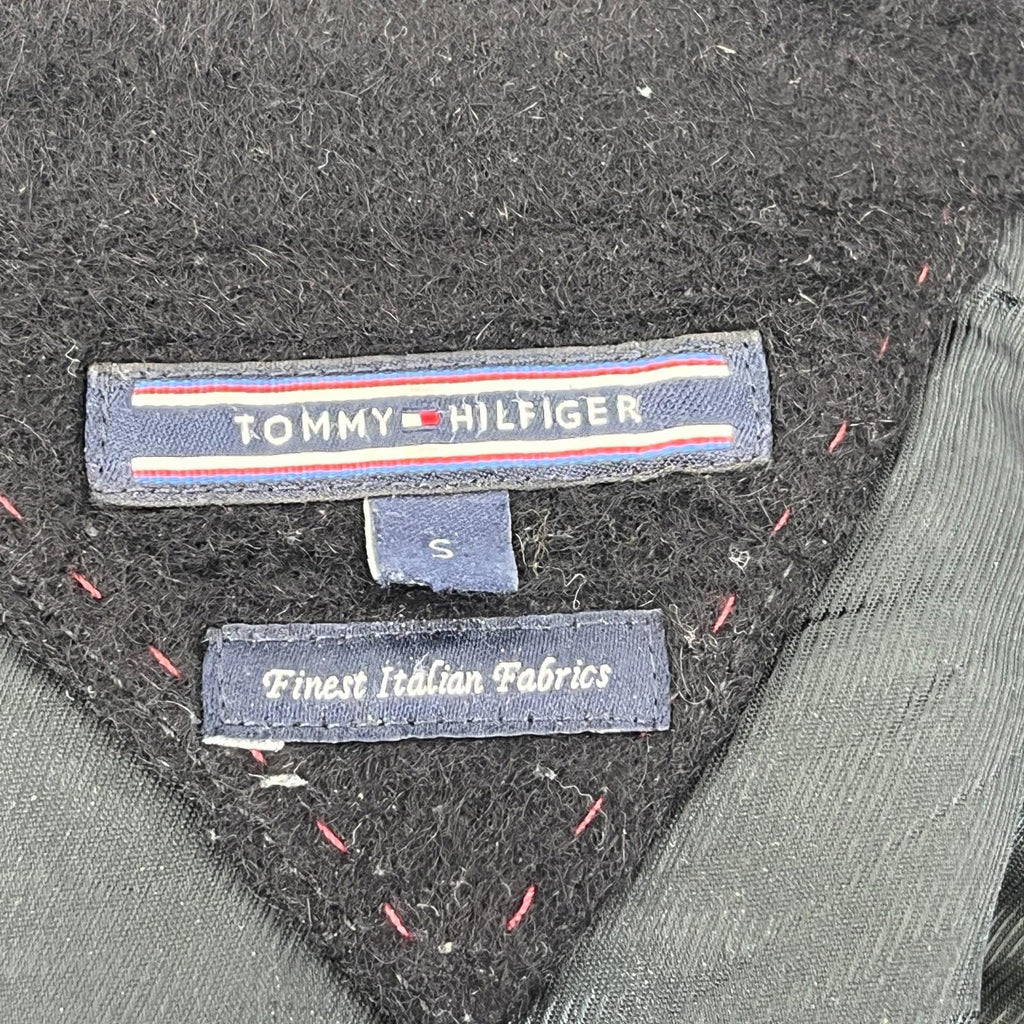 TOMMY HILFIGER
S
Finest Italian Fabrics